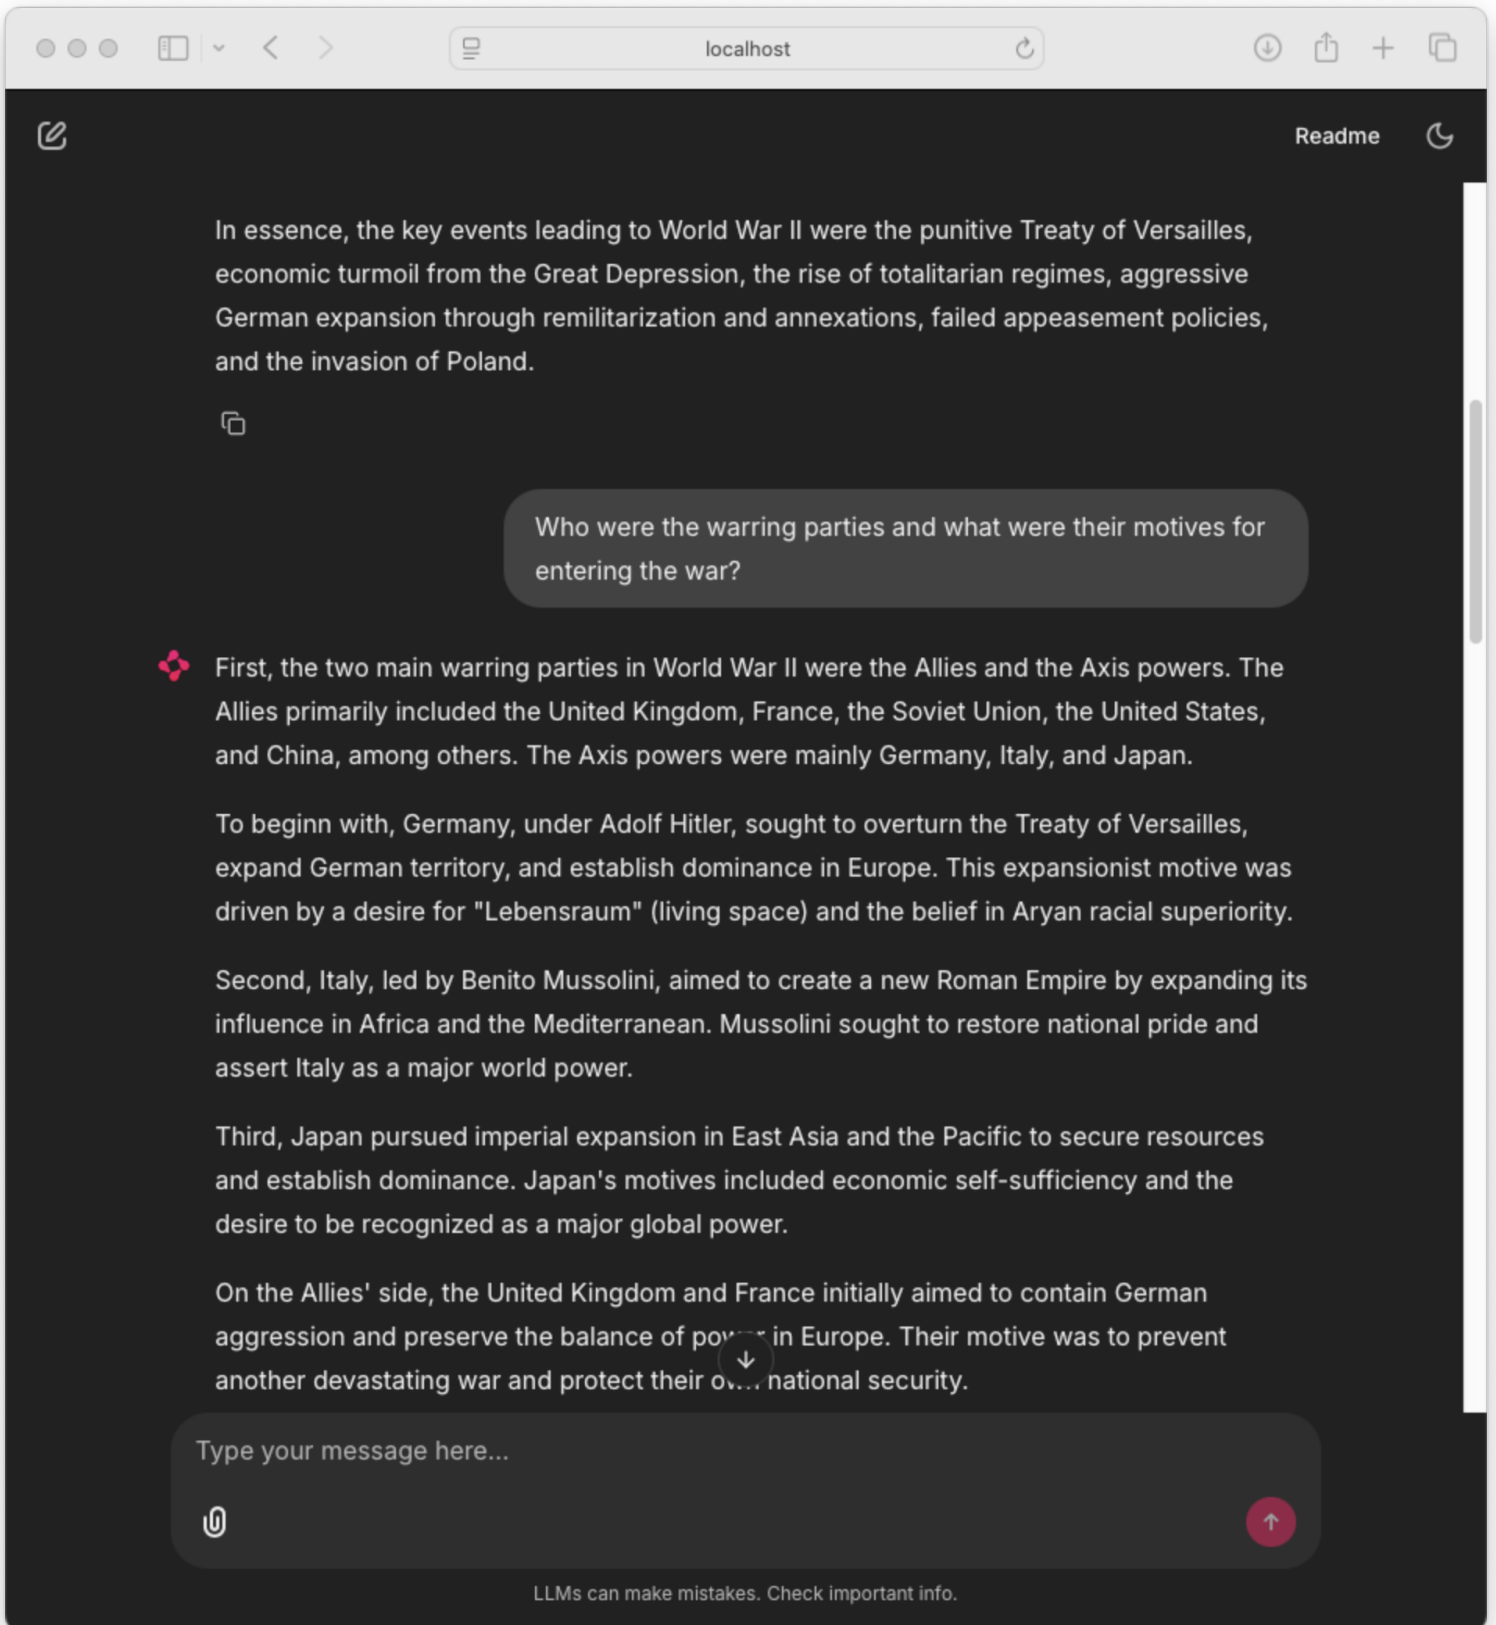 localhost
Readme
In essence, the key events leading to World War II were the punitive Treaty of Versailles,
economic turmoil from the Great Depression, the rise of totalitarian regimes, aggressive
German expansion through remilitarization and annexations, failed appeasement policies,
and the invasion of Poland.
Who were the warring parties and what were their motives for
entering the war?
First, the two main warring parties in World War II were the Allies and the Axis powers. The
Allies primarily included the United Kingdom, France, the Soviet Union, the United States,
and China, among others. The Axis powers were mainly Germany, Italy, and Japan.
To beginn with, Germany, under Adolf Hitler, sought to overturn the Treaty of Versailles,
expand German territory, and establish dominance in Europe. This expansionist motive was
driven by a desire for "Lebensraum" (living space) and the belief in Aryan racial superiority.
Second, Italy, led by Benito Mussolini, aimed to create a new Roman Empire by expanding its
influence in Africa and the Mediterranean. Mussolini sought to restore national pride and
assert Italy as a major world power.
Third, Japan pursued imperial expansion in East Asia and the Pacific to secure resources
and establish dominance. Japan's motives included economic self-sufficiency and the
desire to be recognized as a major global power.
On the Allies' side, the United Kingdom and France initially aimed to contain German
aggression and preserve the balance of power in Europe. Their motive was to prevent
another devastating war and protect their own national security.
Type your message here...
LLMs can make mistakes. Check important info.